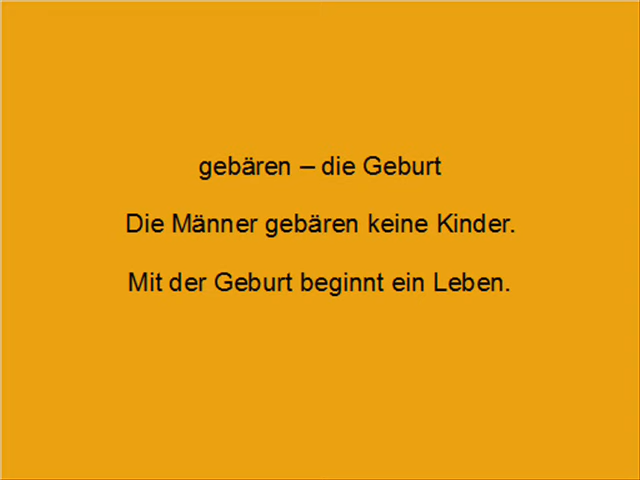 gebären – die Geburt
Die Männer gebären keine Kinder.
Mit der Geburt beginnt ein Leben.